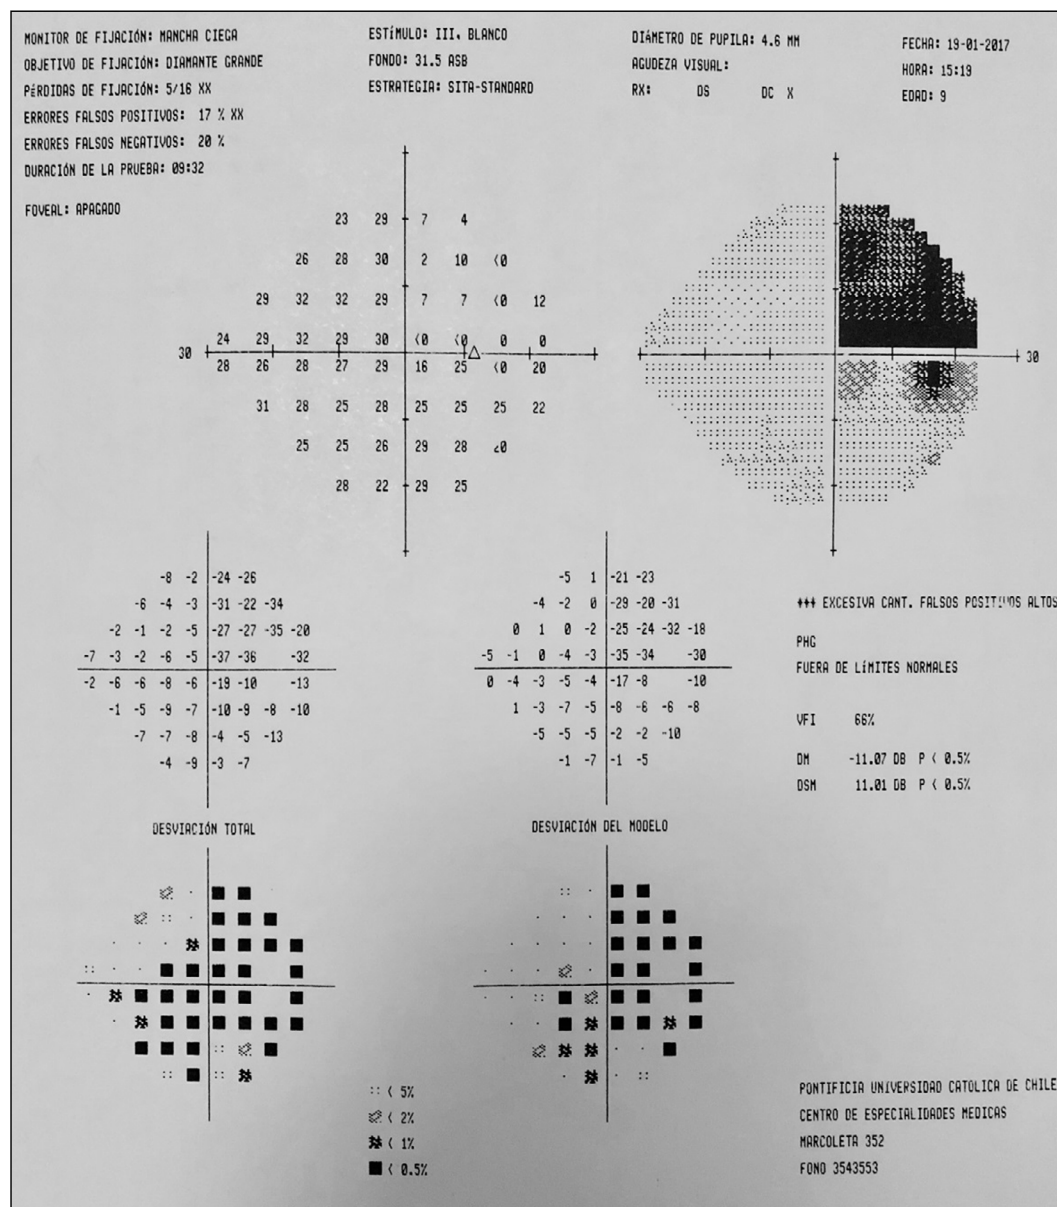 MONITOR DE FIJACIÓN: MANCHA CIEGA
OBJETIVO DE FIJACIÓN: DIAMANTE GRANDE
PéRDIDAS DE FIJACIÓN: 5/16 XX
ERRORES FALSOS POSITIVOS: 17 % XX
ERRORES FALSOS NEGATIVOS: 20 %
DURACIÓN DE LA PRUEBA: 09:32
FOVEAL: APAGADO
ESTíMULO: III, BLANCO
FONDO: 31.5 ASB
ESTRATEGIA: SITA-STANDARD
DIÁMETRO DE PUPILA: 4.6 MM
AGUDEZA VISUAL:
RX: DS DC X
FECHA: 19-01-2017
HORA: 15:19
EDAD: 9
23 29 7 4
26 28 30 2 10 <0
29 32 32 29 7 7 <0 12
24 29 32 29 30 <0 <0 0 0
30
28 26 28 27 29 16 25 <0 20
31 28 25 28 25 25 25 22
25 25 26 29 28 <0
28 22 29 25
30
-8 -2 -24 -26
-6 -4 -3 -31 -22 -34
-2 -1 -2 -5 -27 -27 -35 -20
-7 -3 -2 -6 -5 -37 -36 -32
-2 -6 -6 -8 -6 -19 -10 -13
-1 -5 -9 -7 -10 -9 -8 -10
-7 -7 -8 -4 -5 -13
-4 -9 -3 -7
DESVIACIÓN TOTAL
-5 1 -21 -23
-4 -2 0 -29 -20 -31
0 1 0 -2 -25 -24 -32 -18
-5 -1 0 -4 -3 -35 -34 -30
0 -4 -3 -5 -4 -17 -8 -10
1 -3 -7 -5 -8 -6 -6 -8
-5 -5 -5 -2 -2 -10
-1 -7 -1 -5
DESVIACIÓN DEL MODELO
+++ EXCESIVA CANT. FALSOS POSITIVOS ALTOS
PHG
FUERA DE LíMITES NORMALES
VFI 66%
DM -11.07 DB P < 0.5%
DSM 11.01 DB P < 0.5%
< 5%
< 2%
< 1%
< 0.5%
PONTIFICIA UNIVERSIDAD CATOLICA DE CHILE
CENTRO DE ESPECIALIDADES MEDICAS
MARCOLETA 352
FONO 3543553